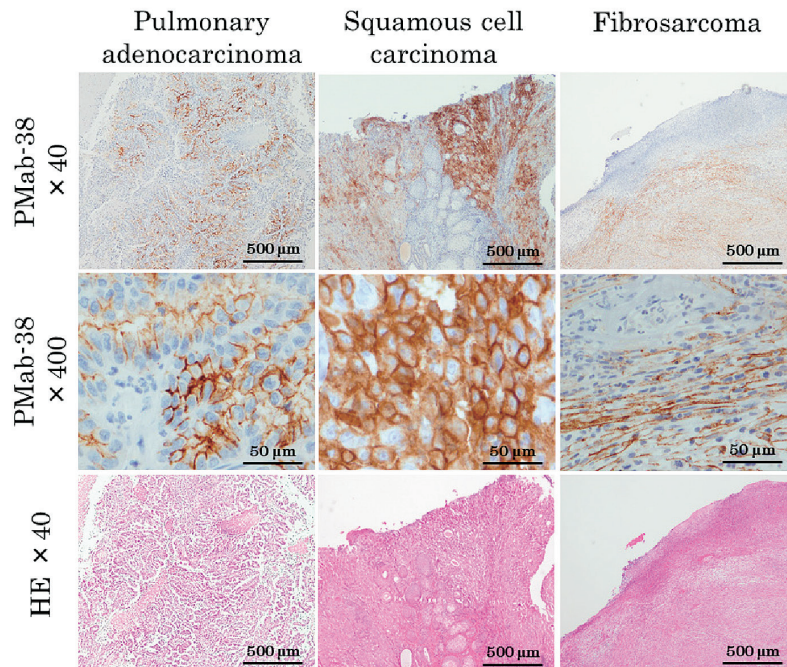 Pulmonary
adenocarcinoma
Squamous cell
carcinoma
Fibrosarcoma
PMab-38
×40
500 µm
500 µm
500 µm
PMab-38
×400
50 µm
50 µm
50 µm
HE ×40
500 µm
500 µm
500 µm